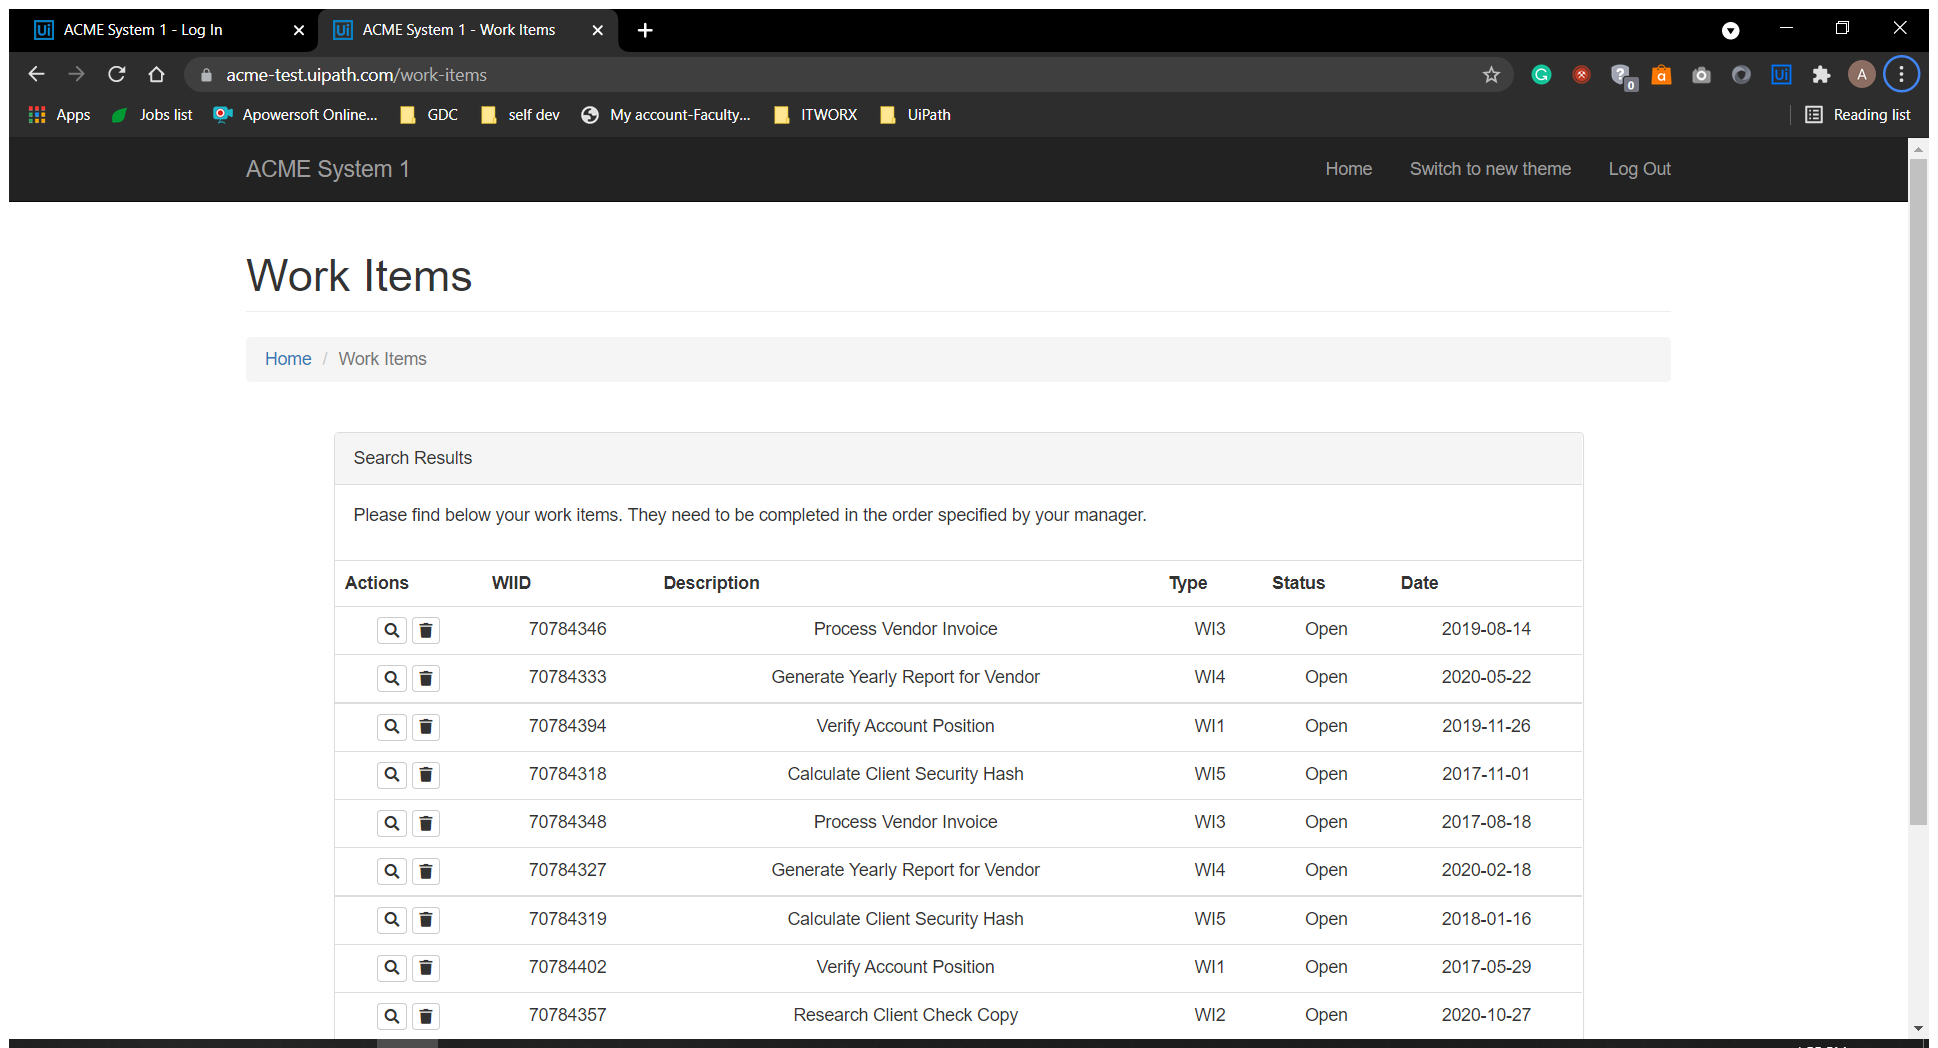 ACME System 1 - Log In
ACME System 1 - Work Items
acme-test.uipath.com/work-items
Apps Jobs list Apowersoft Online... GDC self dev My account-Faculty... ITWORX UiPath Reading list
ACME System 1 Home Switch to new theme Log Out
Work Items
Home / Work Items
Search Results
Please find below your work items. They need to be completed in the order specified by your manager.
Actions WIID Description Type Status Date
70784346 Process Vendor Invoice WI3 Open 2019-08-14
70784333 Generate Yearly Report for Vendor WI4 Open 2020-05-22
70784394 Verify Account Position WI1 Open 2019-11-26
70784318 Calculate Client Security Hash WI5 Open 2017-11-01
70784348 Process Vendor Invoice WI3 Open 2017-08-18
70784327 Generate Yearly Report for Vendor WI4 Open 2020-02-18
70784319 Calculate Client Security Hash WI5 Open 2018-01-16
70784402 Verify Account Position WI1 Open 2017-05-29
70784357 Research Client Check Copy WI2 Open 2020-10-27